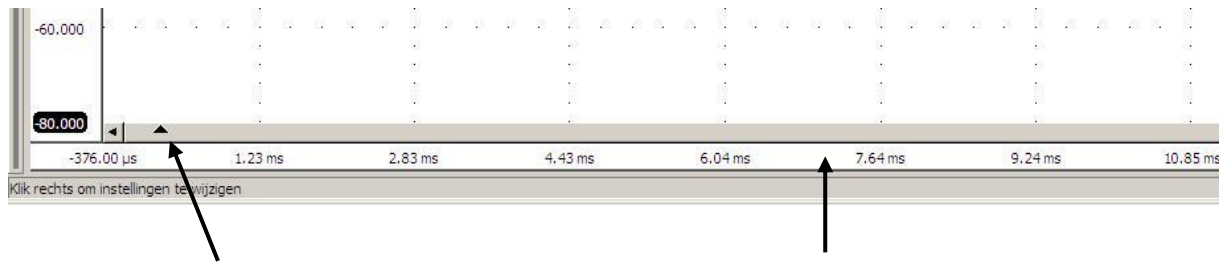 -60.000
-80.000
-376.00 µs 1.23 ms 2.83 ms 4.43 ms 6.04 ms 7.64 ms 9.24 ms 10.85 ms
Klik rechts om instellingen te wijzigen